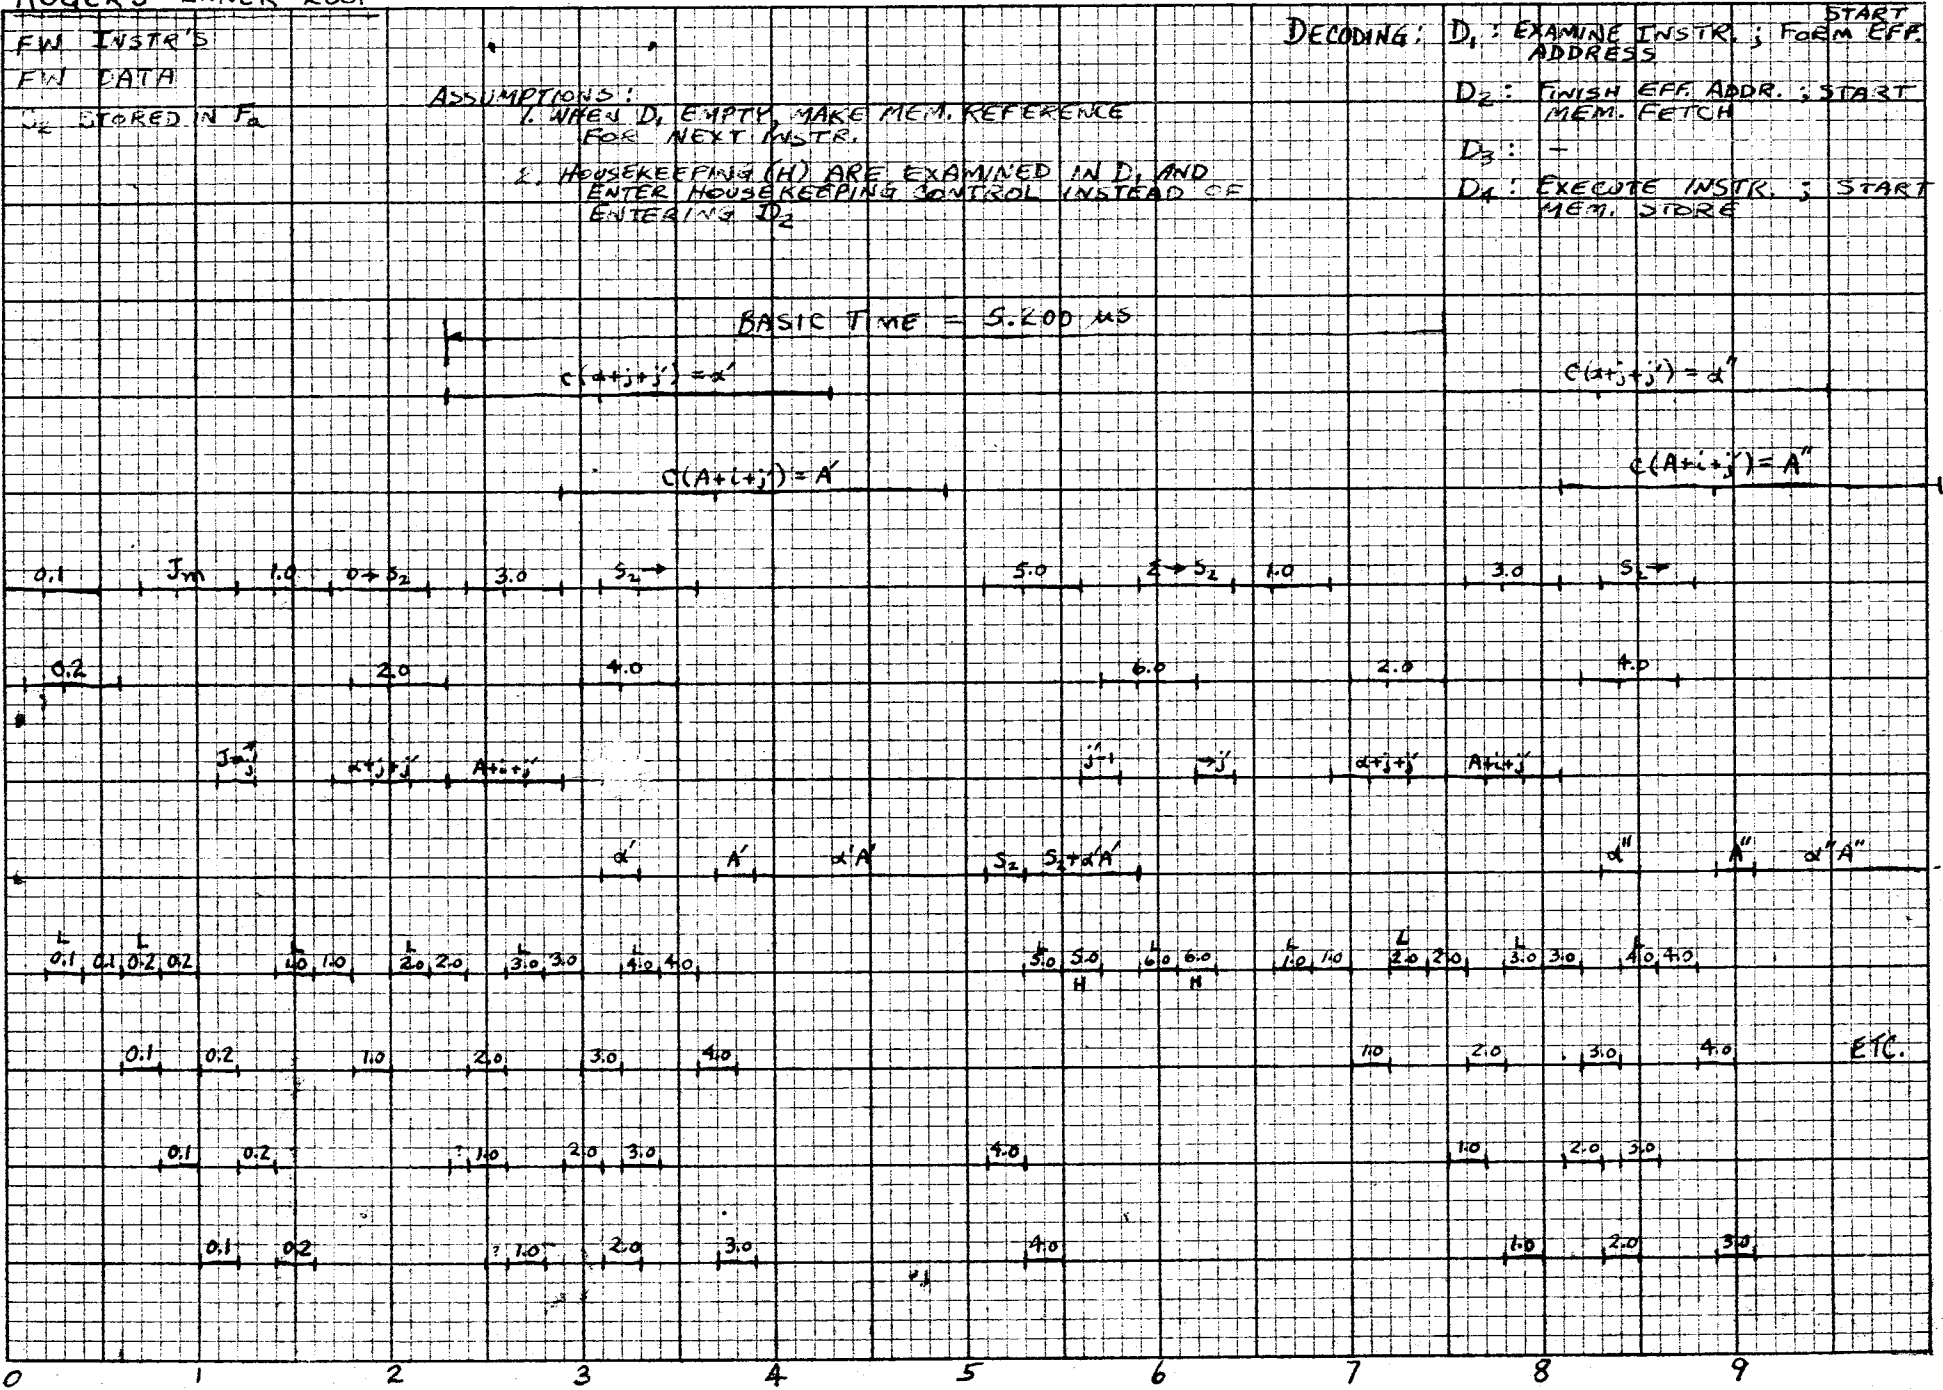 FW INSTR'S
FW DATA
STORED IN Fa
ASSUMPTIONS:
1. WHEN D1 EMPTY, MAKE MEM. REFERENCE
FOR NEXT INSTR.
2. HOUSEKEEPING (H) ARE EXAMINED IN D1 AND
ENTER HOUSEKEEPING CONTROL INSTEAD OF
ENTERING D2
DECODING: D1: EXAMINE INSTR.; START FORM EFF.
ADDRESS
D2: FINISH EFF. ADDR.; START
MEM. FETCH
D3: -
D4: EXECUTE INSTR.; START
MEM. STORE
BASIC TIME = 5.200 µS
C(α+j+j') = α'
C(α+j+j') = α"
C(A+i+j') = A'
C(A+i+j') = A"
0.1 Jm 1.0 0→S2 3.0 S2→ 5.0 Σ→S2 1.0 3.0 S2→
0.2 2.0 4.0 6.0 2.0 4.0
α+j+j' A+i+j' j'-1 →j' α+j+j' A+i+j'
α' A' α'A' S2 S2+α'A' α" A" α"A"
L L L L L L L L L L L L
0.1 0.1 0.2 0.2 1.0 1.0 2.0 2.0 3.0 3.0 4.0 4.0 5.0 5.0 6.0 6.0 1.0 1.0 2.0 2.0 3.0 3.0 4.0 4.0
H H
0.1 0.2 1.0 2.0 3.0 4.0 1.0 2.0 3.0 4.0 ETC.
0.1 0.2 ? 1.0 2.0 3.0 4.0 1.0 2.0 3.0
0.1 0.2 ? 1.0 2.0 3.0 4.0 1.0 2.0 3.0
0 1 2 3 4 5 6 7 8 9